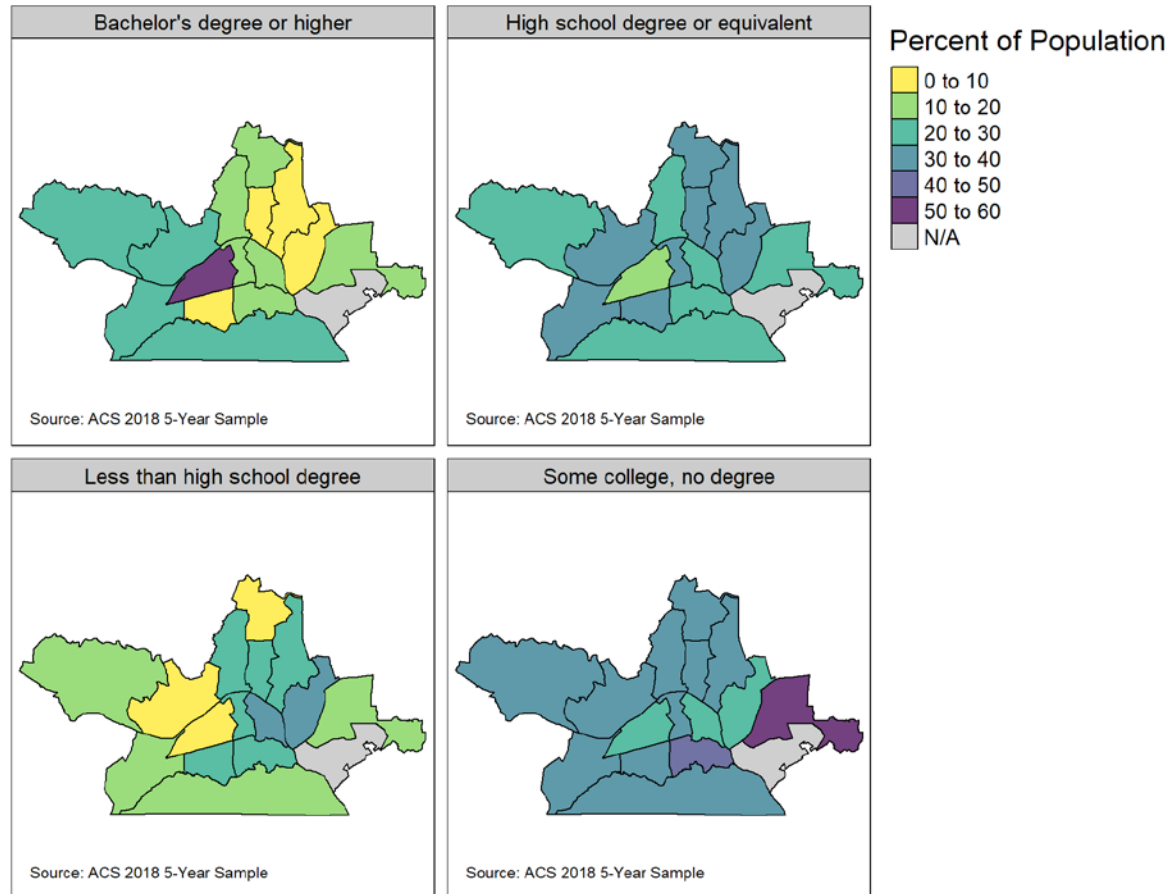 Bachelor's degree or higher
High school degree or equivalent
Percent of Population
0 to 10
10 to 20
20 to 30
30 to 40
40 to 50
50 to 60
N/A
Source: ACS 2018 5-Year Sample
Source: ACS 2018 5-Year Sample
Less than high school degree
Some college, no degree
Source: ACS 2018 5-Year Sample
Source: ACS 2018 5-Year Sample